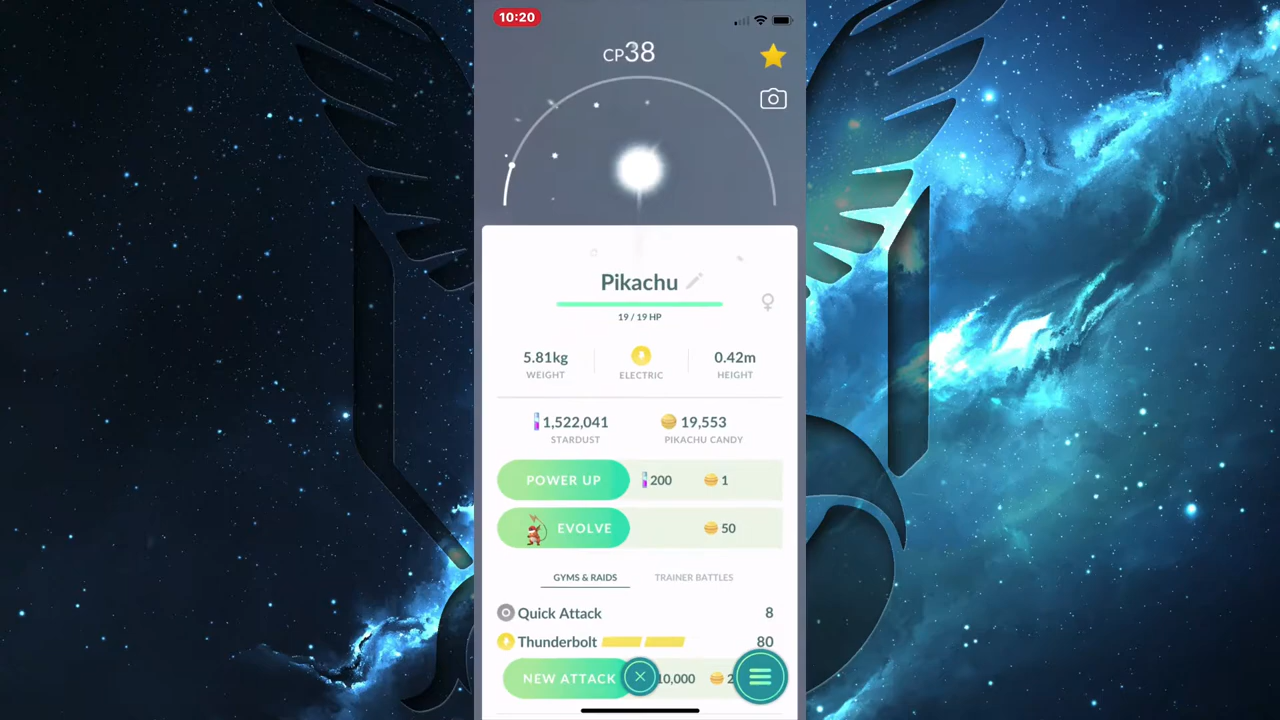 10:20
CP38
Pikachu
19 / 19 HP
5.81kg
WEIGHT
ELECTRIC
0.42m
HEIGHT
1,522,041
STARDUST
19,553
PIKACHU CANDY
POWER UP 200 1
EVOLVE 50
GYMS & RAIDS TRAINER BATTLES
Quick Attack 8
Thunderbolt 80
NEW ATTACK 10,000